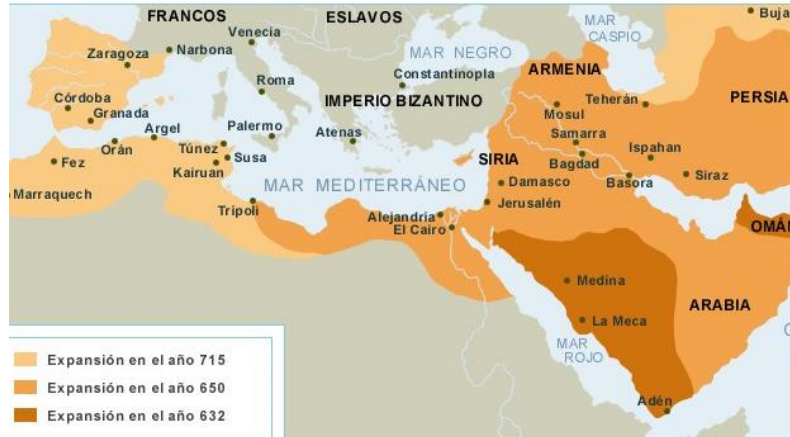 FRANCOS
ESLAVOS
MAR
CASPIO
Buja
Venecia
Zaragoza
Narbona
MAR NEGRO
Constantinopla
ARMENIA
Roma
IMPERIO BIZANTINO
Teherán
PERSIA
Córdoba
Granada
Mosul
Argel
Palermo
Atenas
Samarra
Orán
Túnez
SIRIA
Ispahan
Fez
Susa
Bagdad
Kairuan
MAR MEDITERRÁNEO
Damasco
Basora
Siraz
Marraquech
Jerusalén
Trípoli
Alejandría
El Cairo
OMÁN
Medina
ARABIA
La Meca
MAR
ROJO
Adén
Expansión en el año 715
Expansión en el año 650
Expansión en el año 632